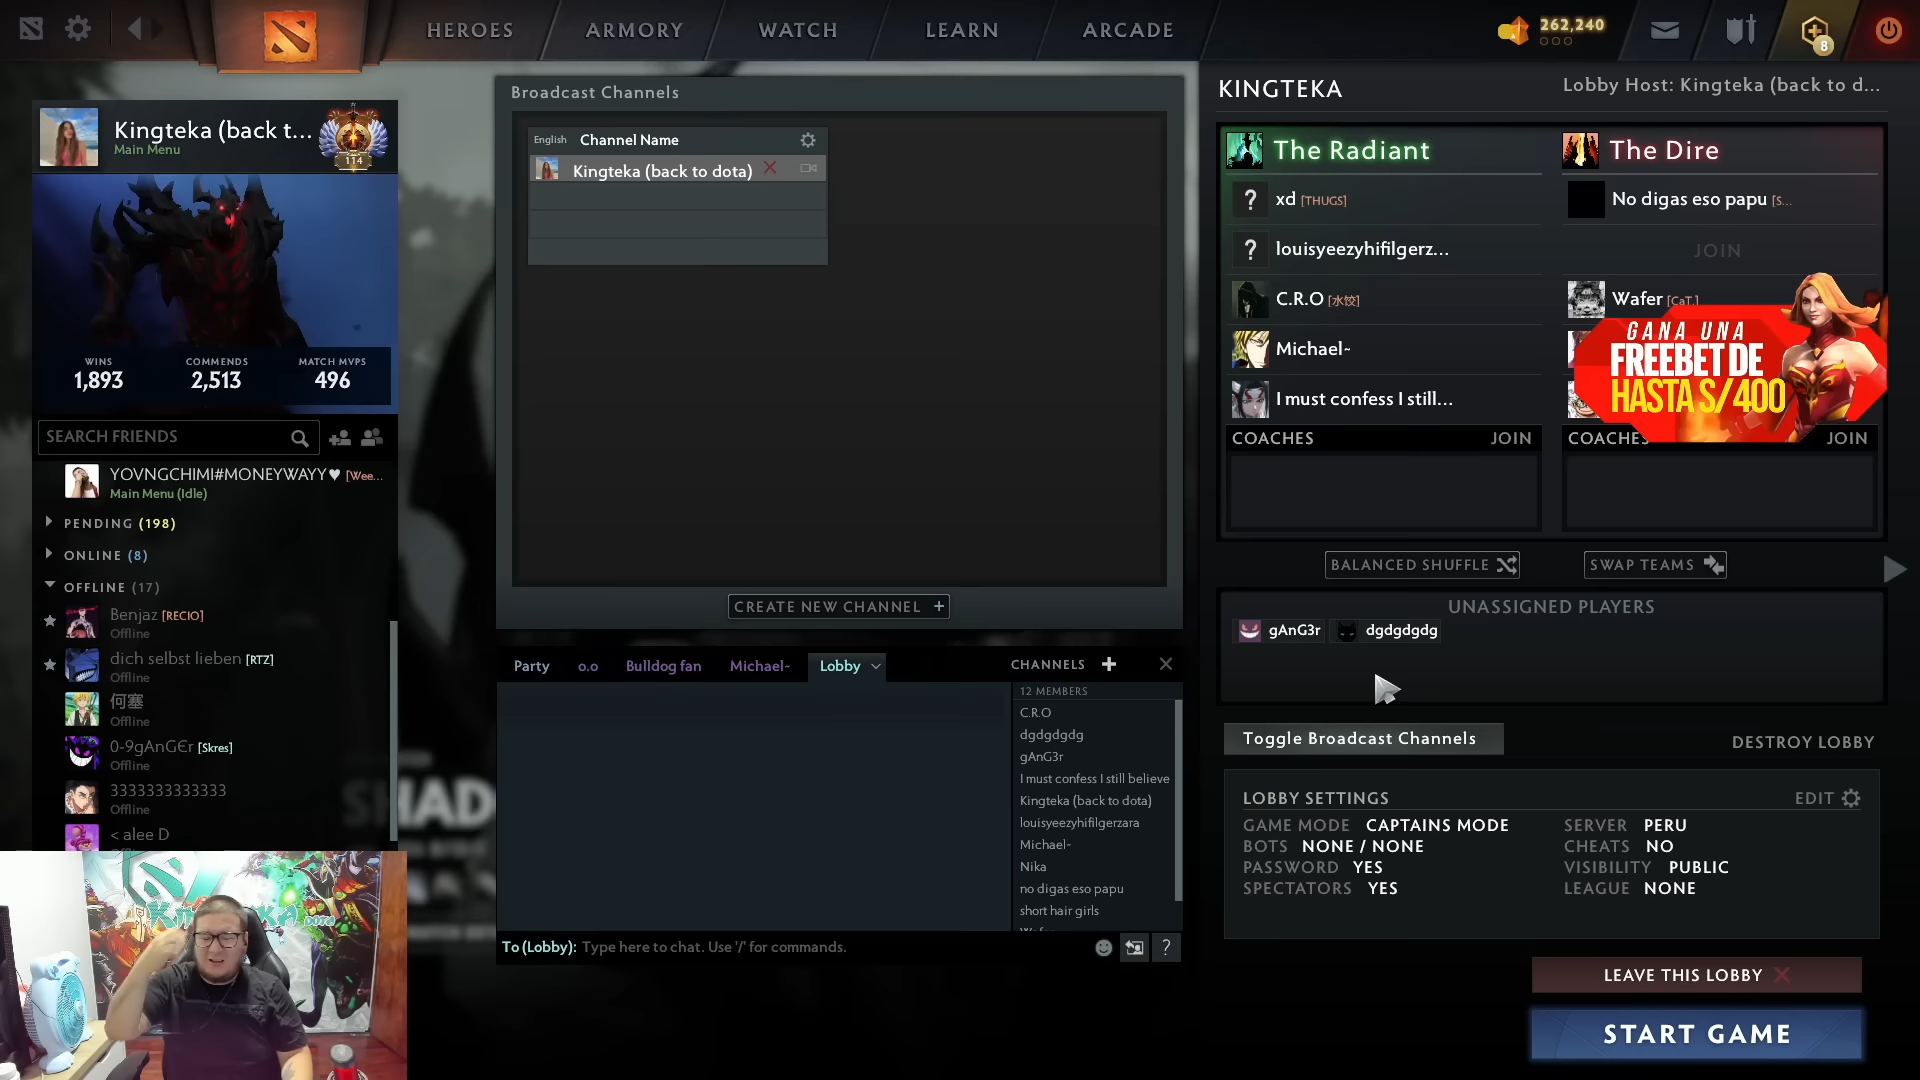 HEROES
ARMORY
WATCH
LEARN
ARCADE
262,240
8
Kingteka (back t...
Main Menu
114
WINS
1,893
COMMENDS
2,513
MATCH MVPS
496
SEARCH FRIENDS
YOVNGCHIMI#MONEYWAYY♥ [Wee...
Main Menu (Idle)
PENDING (198)
ONLINE (8)
OFFLINE (17)
Benjaz [RECIO]
Offline
dich selbst lieben [RTZ]
Offline
何塞
Offline
0-9gAnGЄr [Skres]
Offline
3333333333333
Offline
< alee D
SHAD
Broadcast Channels
English Channel Name
Kingteka (back to dota)
CREATE NEW CHANNEL +
Party
o.o
Bulldog fan
Michael~
Lobby
CHANNELS +
12 MEMBERS
C.R.O
dgdgdgdg
gAnG3r
I must confess I still believe
Kingteka (back to dota)
louisyeezyhifilgerzara
Michael~
Nika
no digas eso papu
short hair girls
To (Lobby): Type here to chat. Use '/' for commands.
?
KINGTEKA
Lobby Host: Kingteka (back to d...
The Radiant
? xd [THUGS]
? louisyeezyhifilgerz...
C.R.O [水饺]
Michael~
I must confess I still...
COACHES JOIN
The Dire
No digas eso papu [S...
JOIN
Wafer [CaT.]
GANA UNA
FREEBET DE
HASTA S/400
COACHES JOIN
BALANCED SHUFFLE
SWAP TEAMS
UNASSIGNED PLAYERS
gAnG3r
dgdgdgdg
Toggle Broadcast Channels
DESTROY LOBBY
LOBBY SETTINGS
EDIT
GAME MODE CAPTAINS MODE
SERVER PERU
BOTS NONE / NONE
CHEATS NO
PASSWORD YES
VISIBILITY PUBLIC
SPECTATORS YES
LEAGUE NONE
LEAVE THIS LOBBY
START GAME